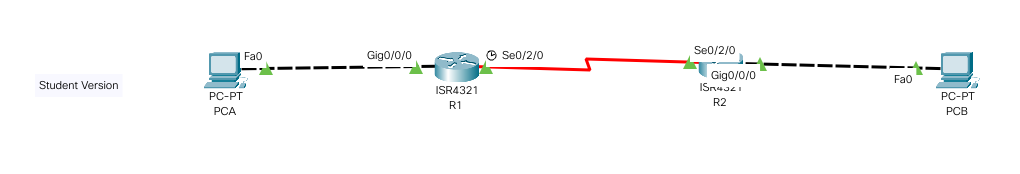 Student Version
Fa0
PC-PT
PCA
Gig0/0/0
Se0/2/0
ISR4321
R1
Se0/2/0
Gig0/0/0
ISR4321
R2
Fa0
PC-PT
PCB